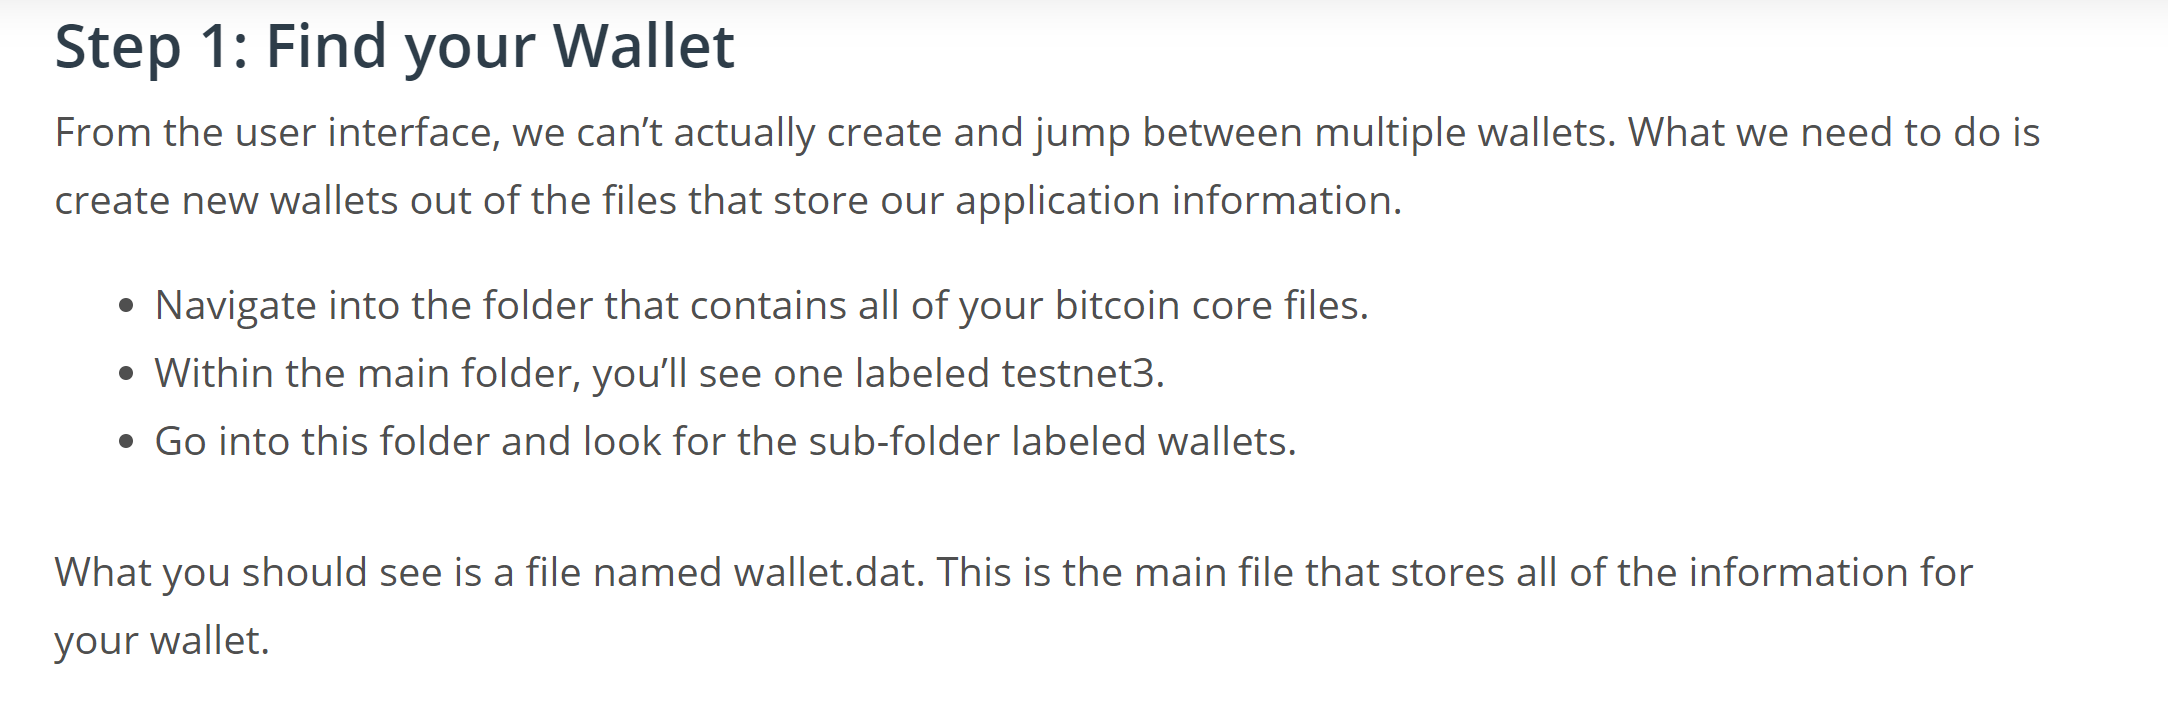 Step 1: Find your Wallet
From the user interface, we can’t actually create and jump between multiple wallets. What we need to do is
create new wallets out of the files that store our application information.
• Navigate into the folder that contains all of your bitcoin core files.
• Within the main folder, you’ll see one labeled testnet3.
• Go into this folder and look for the sub-folder labeled wallets.
What you should see is a file named wallet.dat. This is the main file that stores all of the information for
your wallet.